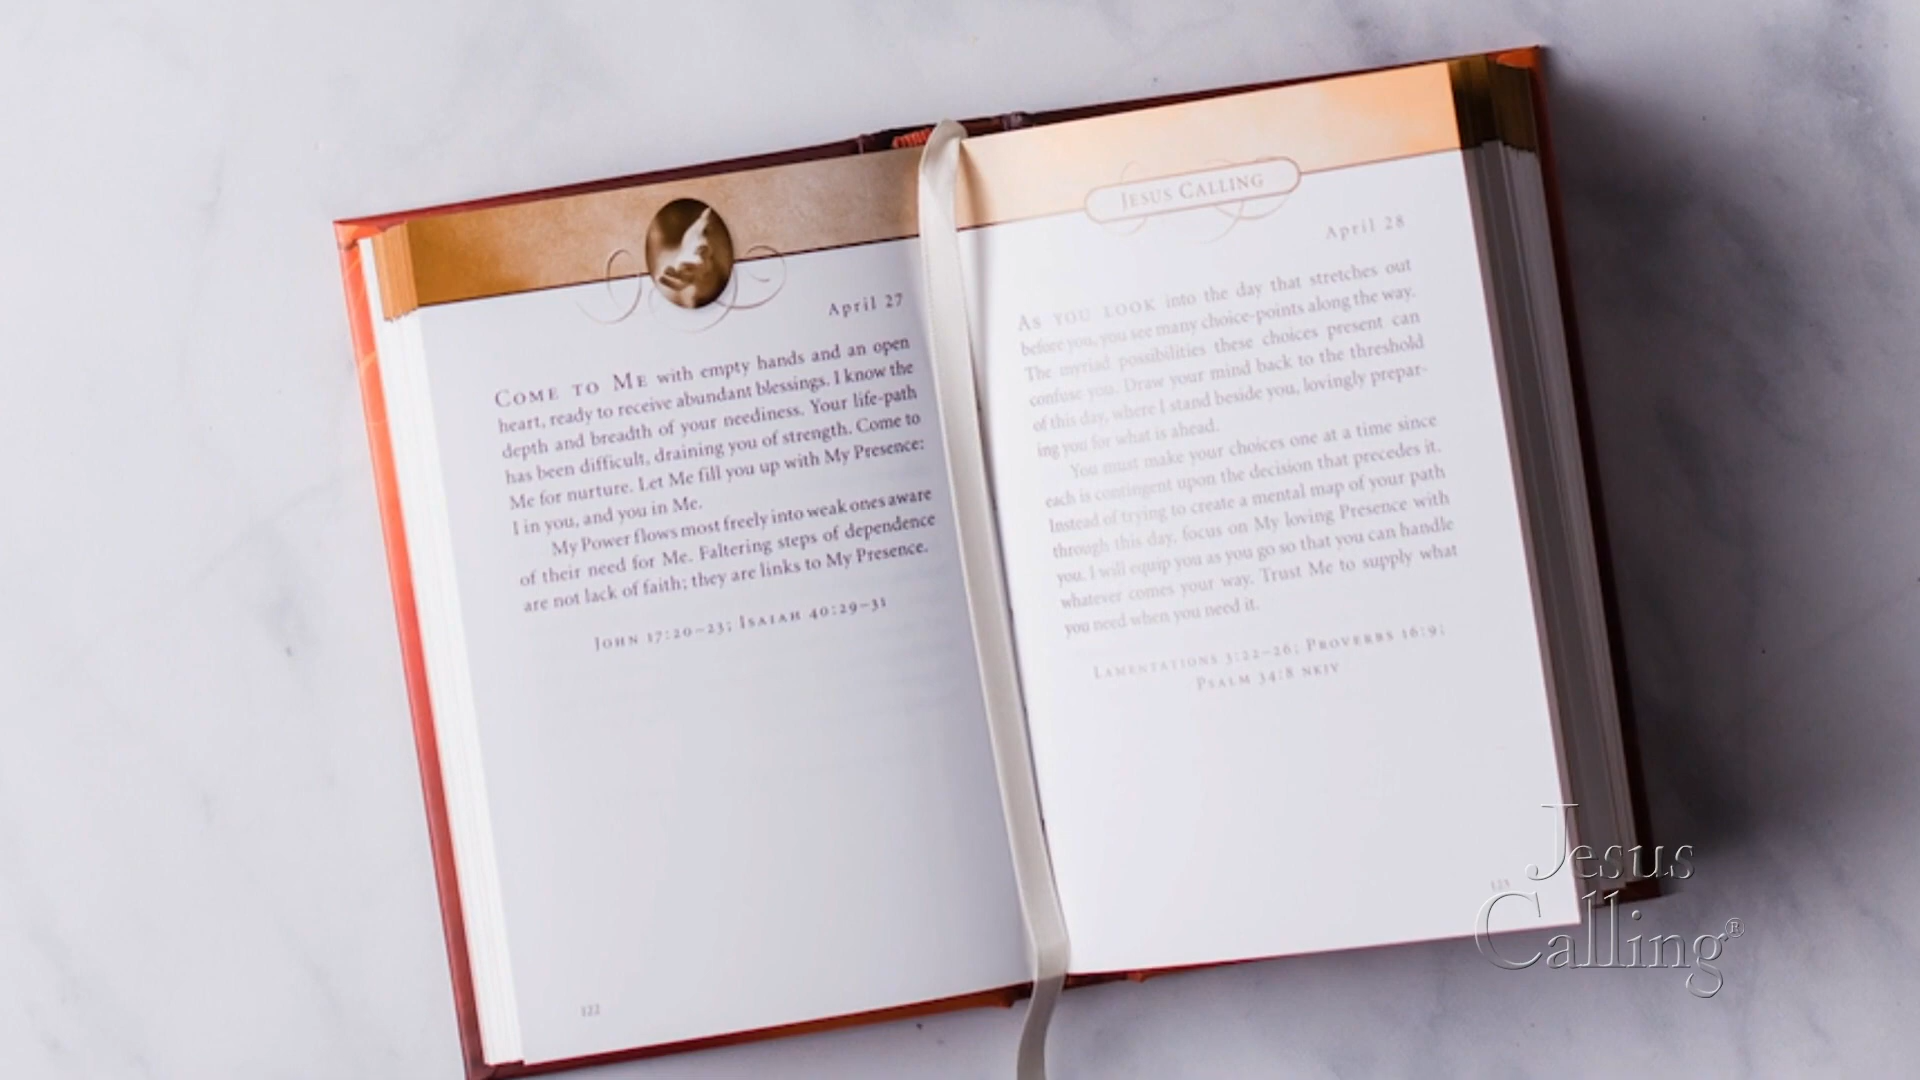 April 27
COME TO ME with empty hands and an open
heart, ready to receive abundant blessings. I know the
depth and breadth of your neediness. Your life-path
has been difficult, draining you of strength. Come to
Me for nurture. Let Me fill you up with My Presence:
I in you, and you in Me.
My Power flows most freely into weak ones aware
of their need for Me. Faltering steps of dependence
are not lack of faith; they are links to My Presence.
JOHN 17:20–23; ISAIAH 40:29–31
122
JESUS CALLING
April 28
AS YOU LOOK into the day that stretches out
before you, you see many choice-points along the way.
The myriad possibilities these choices present can
confuse you. Draw your mind back to the threshold
of this day, where I stand beside you, lovingly prepar-
ing you for what is ahead.
You must make your choices one at a time since
each is contingent upon the decision that precedes it.
Instead of trying to create a mental map of your path
through this day, focus on My loving Presence with
you. I will equip you as you go so that you can handle
whatever comes your way. Trust Me to supply what
you need when you need it.
LAMENTATIONS 3:22–26; PROVERBS 16:9;
PSALM 34:8 NKJV
123
Jesus
Calling®